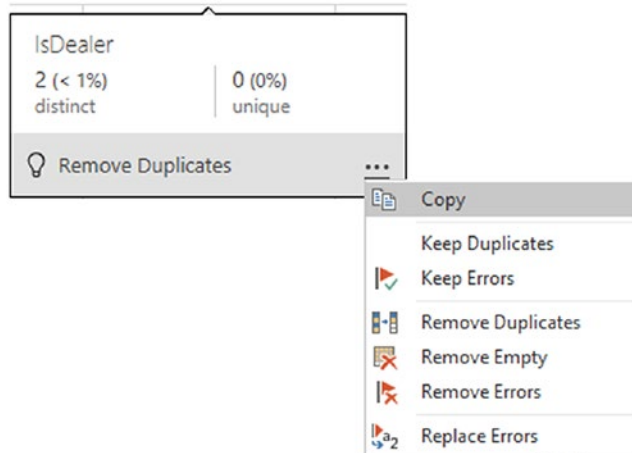 IsDealer
2 (< 1%) 0 (0%)
distinct unique
Remove Duplicates ...
Copy
Keep Duplicates
Keep Errors
Remove Duplicates
Remove Empty
Remove Errors
Replace Errors